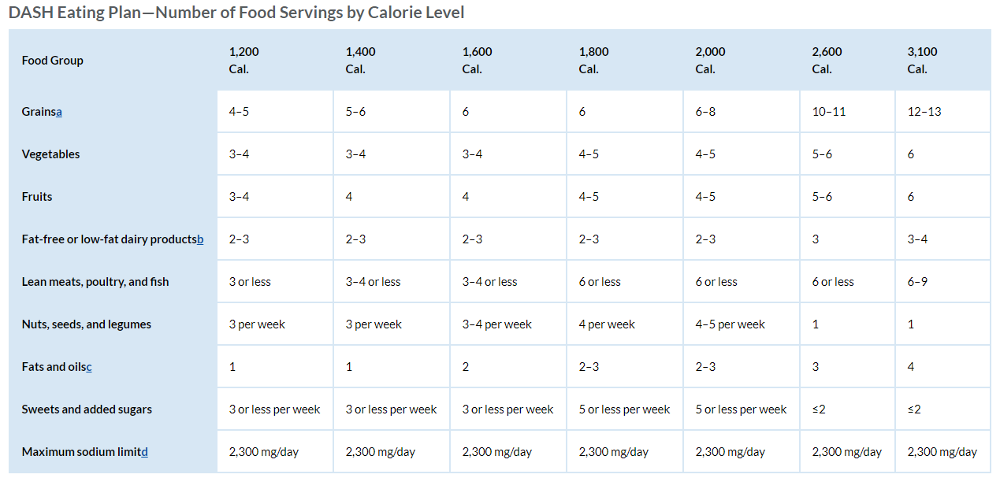 DASH Eating Plan—Number of Food Servings by Calorie Level
Food Group 1,200 Cal. 1,400 Cal. 1,600 Cal. 1,800 Cal. 2,000 Cal. 2,600 Cal. 3,100 Cal.
Grainsa 4–5 5–6 6 6 6–8 10–11 12–13
Vegetables 3–4 3–4 3–4 4–5 4–5 5–6 6
Fruits 3–4 4 4 4–5 4–5 5–6 6
Fat-free or low-fat dairy productsb 2–3 2–3 2–3 2–3 2–3 3 3–4
Lean meats, poultry, and fish 3 or less 3–4 or less 3–4 or less 6 or less 6 or less 6 or less 6–9
Nuts, seeds, and legumes 3 per week 3 per week 3–4 per week 4 per week 4–5 per week 1 1
Fats and oilsc 1 1 2 2–3 2–3 3 4
Sweets and added sugars 3 or less per week 3 or less per week 3 or less per week 5 or less per week 5 or less per week ≤2 ≤2
Maximum sodium limitd 2,300 mg/day 2,300 mg/day 2,300 mg/day 2,300 mg/day 2,300 mg/day 2,300 mg/day 2,300 mg/day